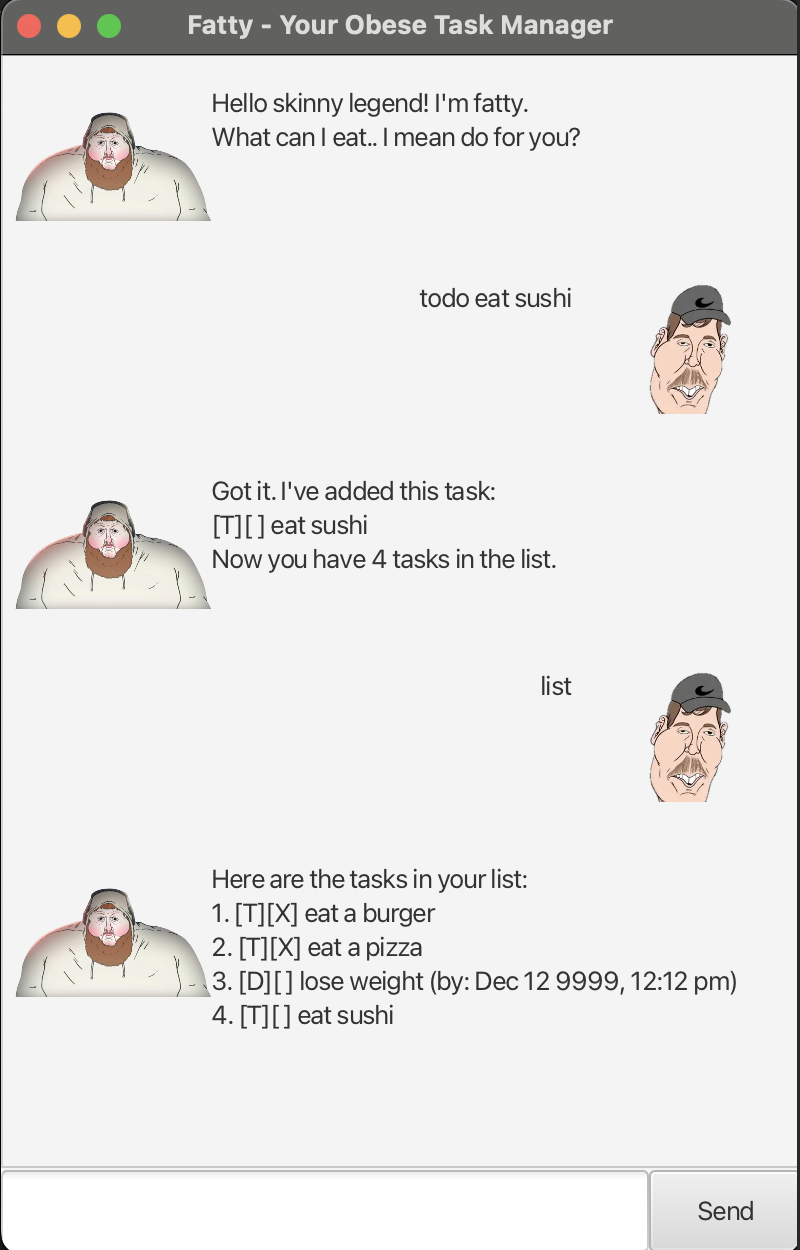 Fatty - Your Obese Task Manager
Hello skinny legend! I'm fatty.
What can I eat.. I mean do for you?
todo eat sushi
Got it. I've added this task:
[T][ ] eat sushi
Now you have 4 tasks in the list.
list
Here are the tasks in your list:
1. [T][X] eat a burger
2. [T][X] eat a pizza
3. [D][ ] lose weight (by: Dec 12 9999, 12:12 pm)
4. [T][ ] eat sushi
Send